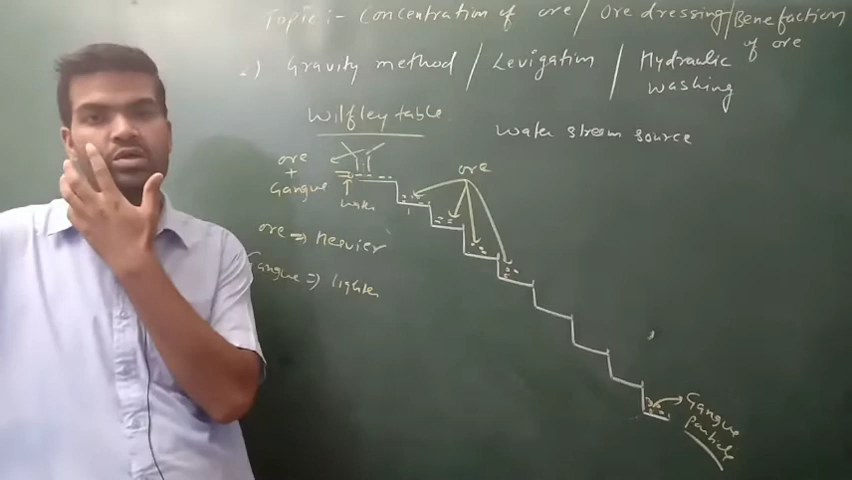 Topic :- Concentration of ore / Ore dressing / Benefaction of ore
2) Gravity method / Levigation / Hydraulic washing
Wilfley table
water stream source
ore
+
Gangue
water
ore
ore => heavier
Gangue => lighter
Gangue
particle